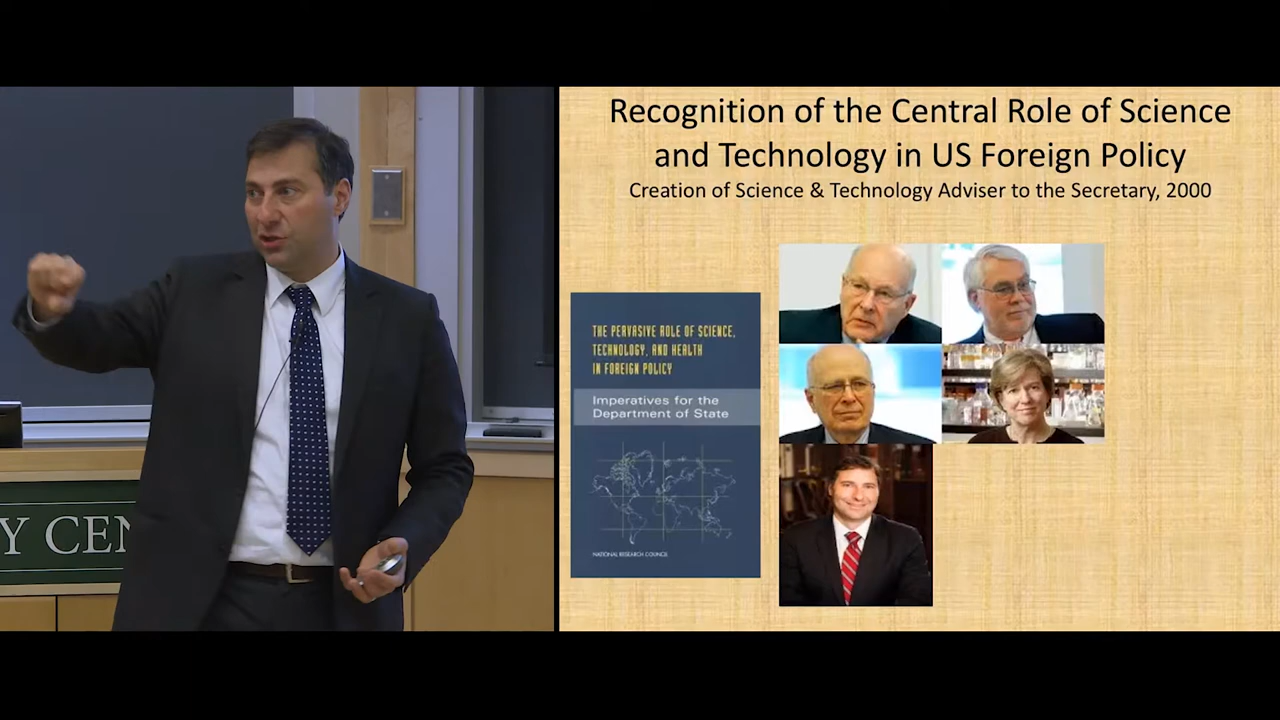 Y CEN
Recognition of the Central Role of Science
and Technology in US Foreign Policy
Creation of Science & Technology Adviser to the Secretary, 2000
THE PERVASIVE ROLE OF SCIENCE,
TECHNOLOGY, AND HEALTH
IN FOREIGN POLICY
Imperatives for the
Department of State
NATIONAL RESEARCH COUNCIL